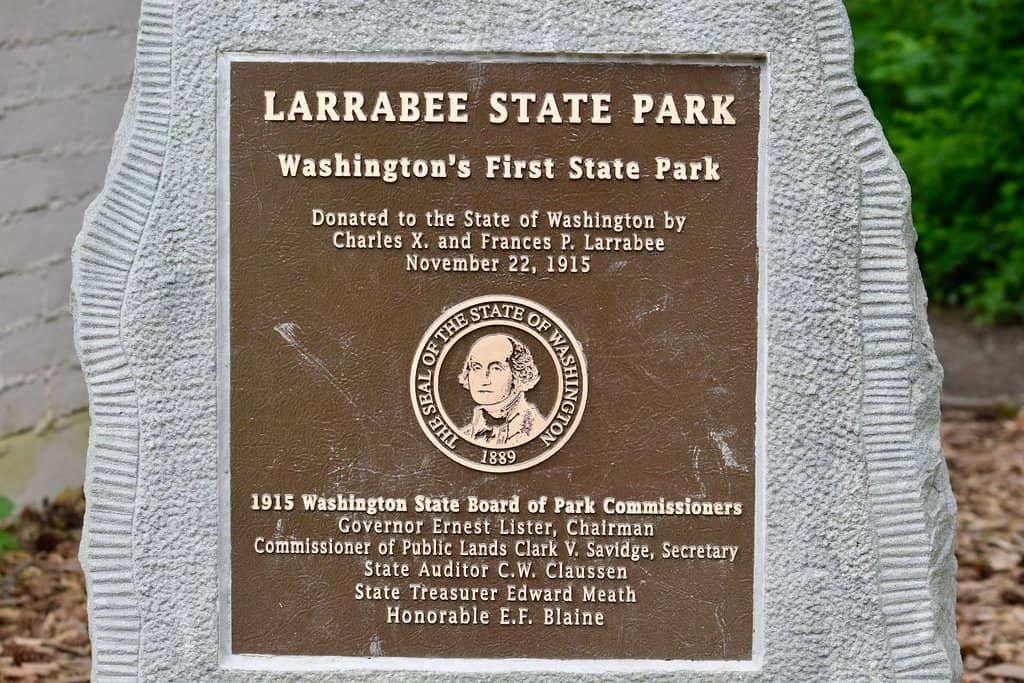 LARRABEE STATE PARK
Washington's First State Park
Donated to the State of Washington by
Charles X. and Frances P. Larrabee
November 22, 1915
THE SEAL OF THE STATE OF WASHINGTON
1889
1915 Washington State Board of Park Commissioners
Governor Ernest Lister, Chairman
Commissioner of Public Lands Clark V. Savidge, Secretary
State Auditor C.W. Claussen
State Treasurer Edward Meath
Honorable E.F. Blaine